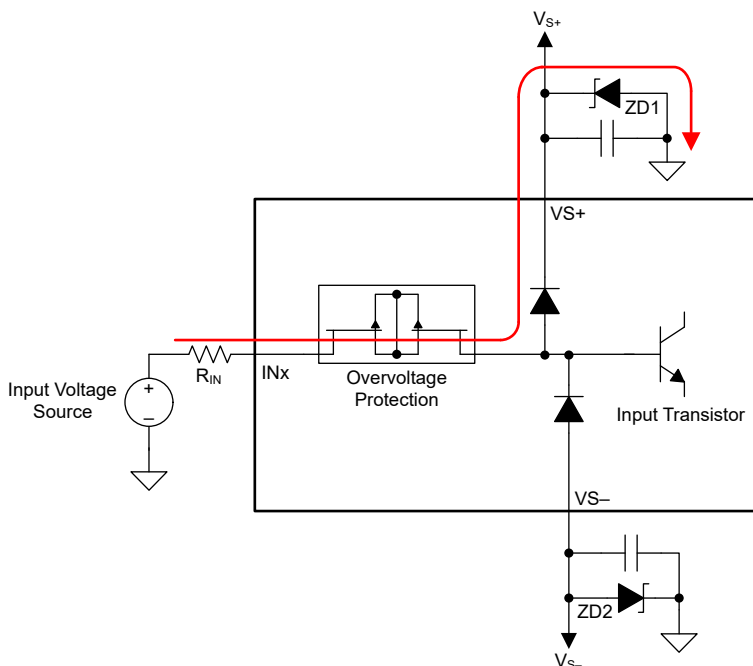 VS+
ZD1
VS+
+
–
Input Voltage
Source
RIN
INx
Overvoltage
Protection
Input Transistor
VS–
ZD2
VS–